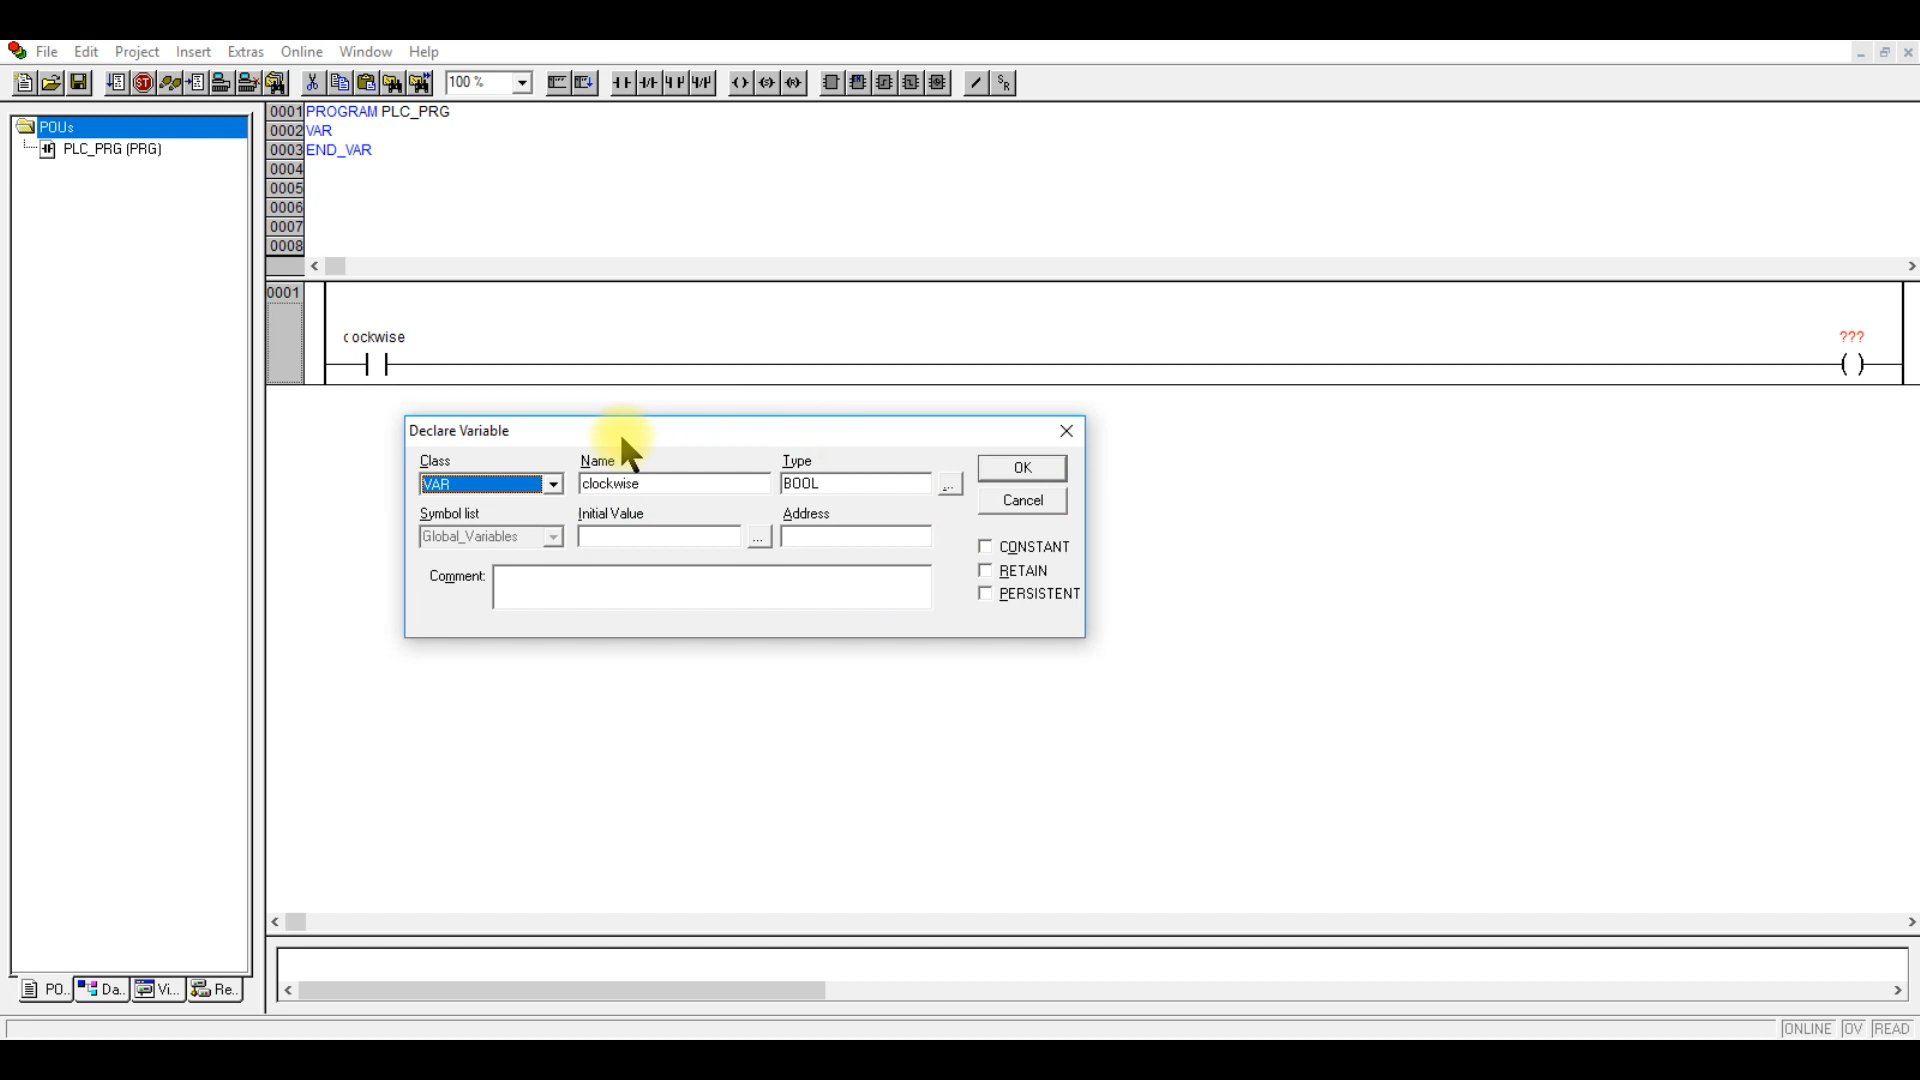 File Edit Project Insert Extras Online Window Help
100 %
POUs
PLC_PRG (PRG)
0001 PROGRAM PLC_PRG
0002 VAR
0003 END_VAR
0004
0005
0006
0007
0008
0001
c ockwise
???
Declare Variable
Class Name Type
VAR clockwise BOOL ... OK
Cancel
Symbol list Initial Value Address
Global_Variables ...
CONSTANT
RETAIN
PERSISTENT
Comment:
PO.. Da.. Vi... Re..
ONLINE OV READ